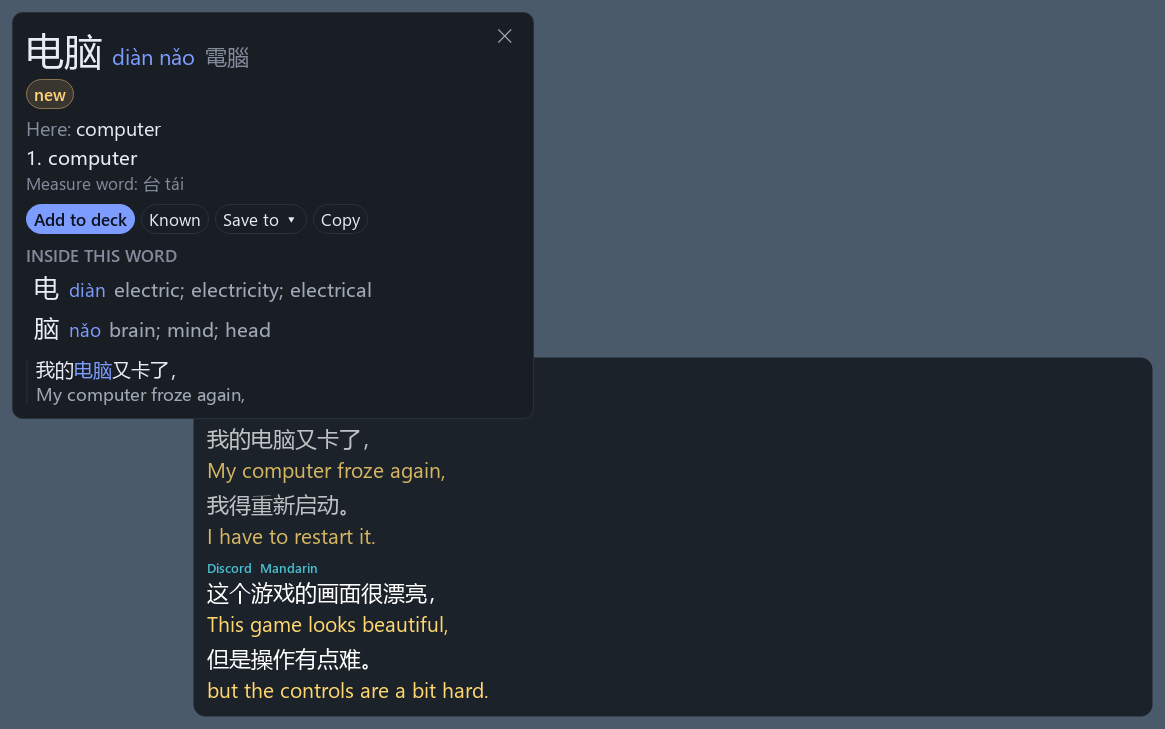 电脑 diàn nǎo 電腦
new
Here: computer
1. computer
Measure word: 台 tái
Add to deck Known Save to ▾ Copy
INSIDE THIS WORD
电 diàn electric; electricity; electrical
脑 nǎo brain; mind; head
我的电脑又卡了，
My computer froze again,
我的电脑又卡了，
My computer froze again,
我得重新启动。
I have to restart it.
Discord Mandarin
这个游戏的画面很漂亮，
This game looks beautiful,
但是操作有点难。
but the controls are a bit hard.